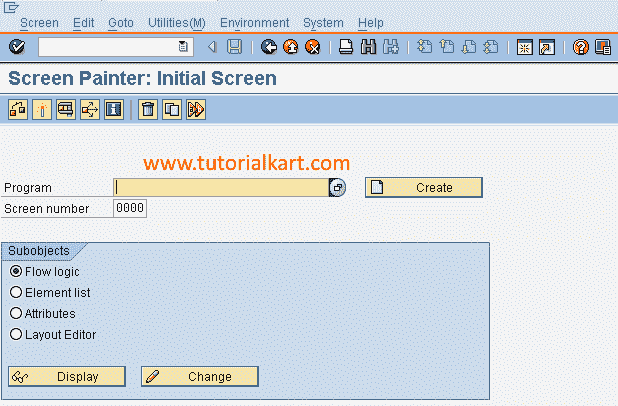 Screen Edit Goto Utilities(M) Environment System Help
Screen Painter: Initial Screen
www.tutorialkart.com
Program Create
Screen number 0000
Subobjects
Flow logic
Element list
Attributes
Layout Editor
Display Change